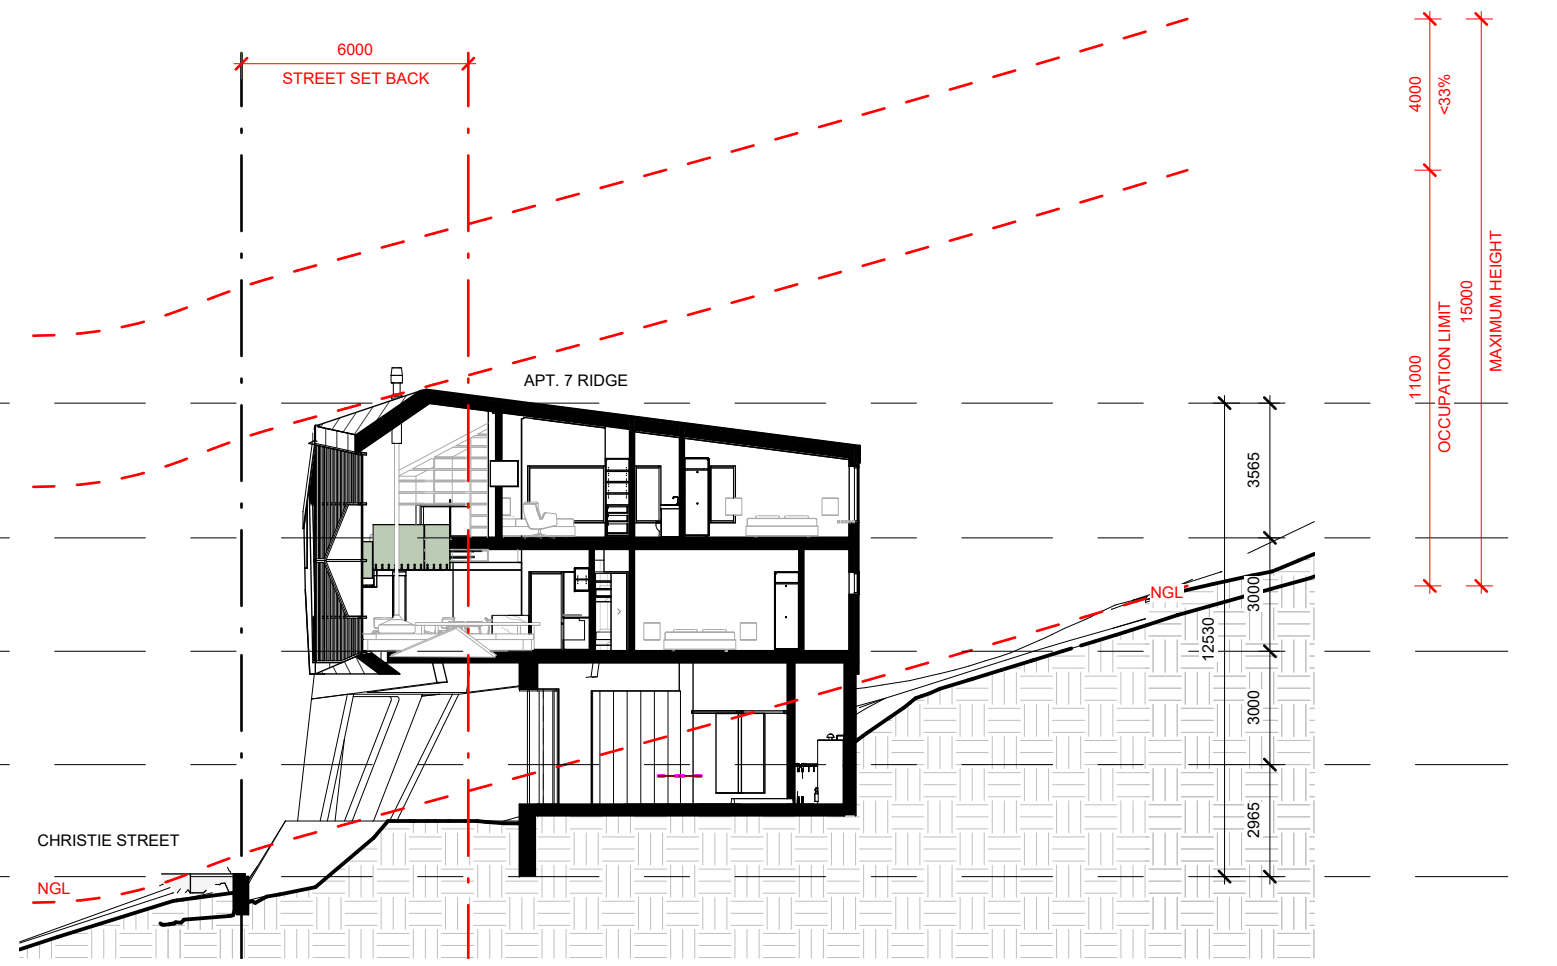 6000
STREET SET BACK
4000
<33%
11000
OCCUPATION LIMIT
15000
MAXIMUM HEIGHT
APT. 7 RIDGE
3565
3000
12530
3000
2965
NGL
CHRISTIE STREET
NGL